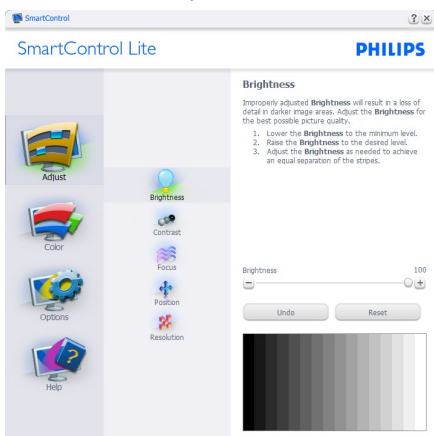 SmartControl
SmartControl Lite
PHILIPS
Adjust
Color
Options
Help
Brightness
Contrast
Focus
Position
Resolution
Brightness
Improperly adjusted Brightness will result in a loss of
detail in darker image areas. Adjust the Brightness for
the best possible picture quality.
1. Lower the Brightness to the minimum level.
2. Raise the Brightness to the desired level.
3. Adjust the Brightness as needed to achieve
an equal separation of the stripes.
Brightness 100
Undo Reset